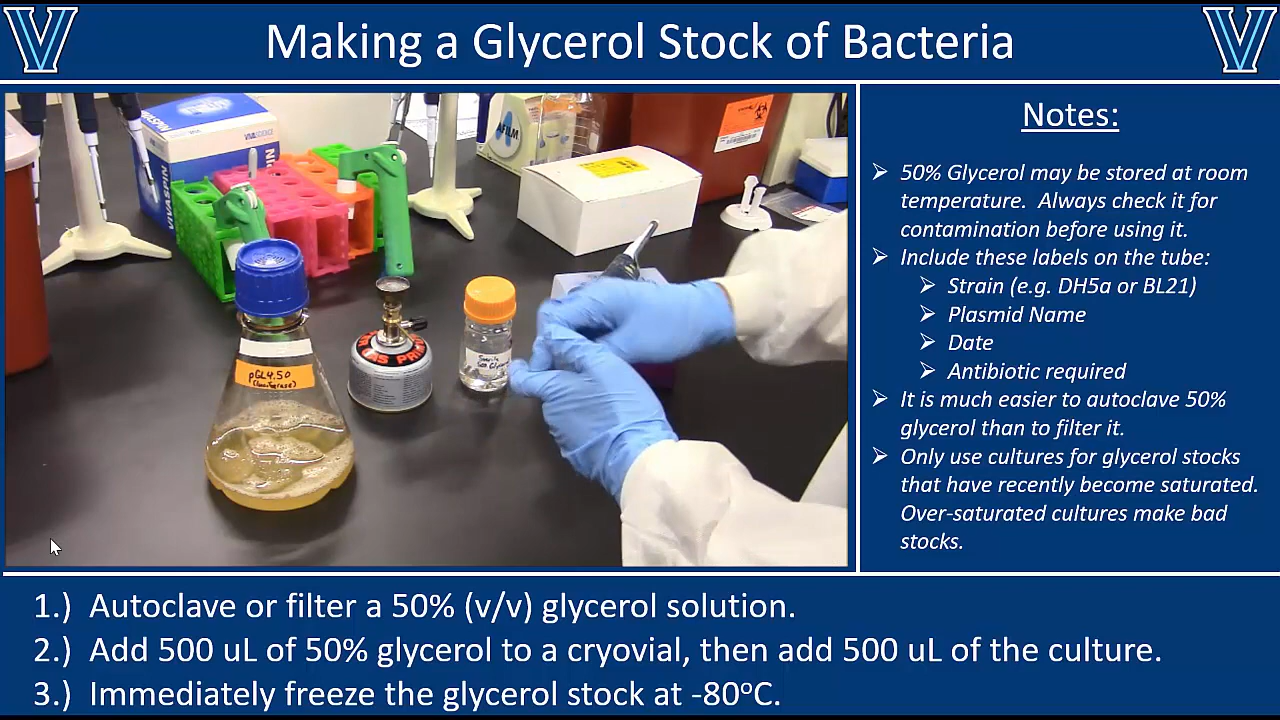 Making a Glycerol Stock of Bacteria
Notes:
50% Glycerol may be stored at room
temperature. Always check it for
contamination before using it.
Include these labels on the tube:
Strain (e.g. DH5a or BL21)
Plasmid Name
Date
Antibiotic required
It is much easier to autoclave 50%
glycerol than to filter it.
Only use cultures for glycerol stocks
that have recently become saturated.
Over-saturated cultures make bad
stocks.
VIVASPIN
AFILM
pGL4.50
(luciferase)
1.) Autoclave or filter a 50% (v/v) glycerol solution.
2.) Add 500 uL of 50% glycerol to a cryovial, then add 500 uL of the culture.
3.) Immediately freeze the glycerol stock at -80°C.